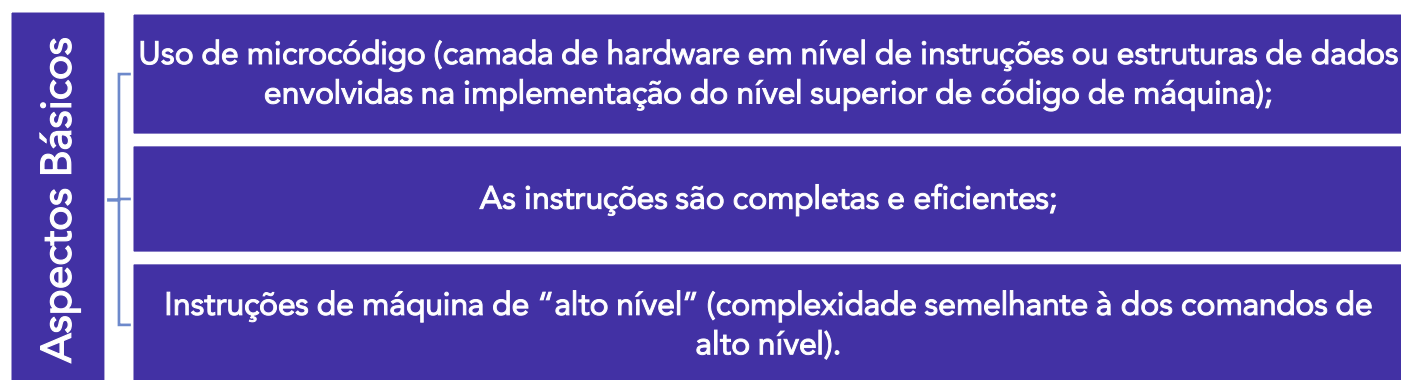 Aspectos Básicos
Uso de microcódigo (camada de hardware em nível de instruções ou estruturas de dados
envolvidas na implementação do nível superior de código de máquina);
As instruções são completas e eficientes;
Instruções de máquina de “alto nível” (complexidade semelhante à dos comandos de
alto nível).